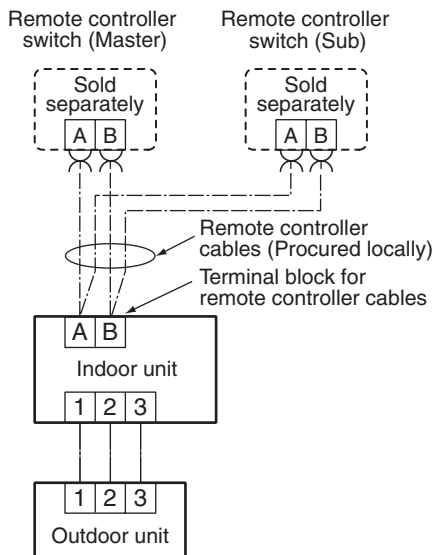 Remote controller
switch (Master)
Remote controller
switch (Sub)
Sold
separately
A B
Sold
separately
A B
Remote controller
cables (Procured locally)
Terminal block for
remote controller cables
A B
Indoor unit
1 2 3
1 2 3
Outdoor unit